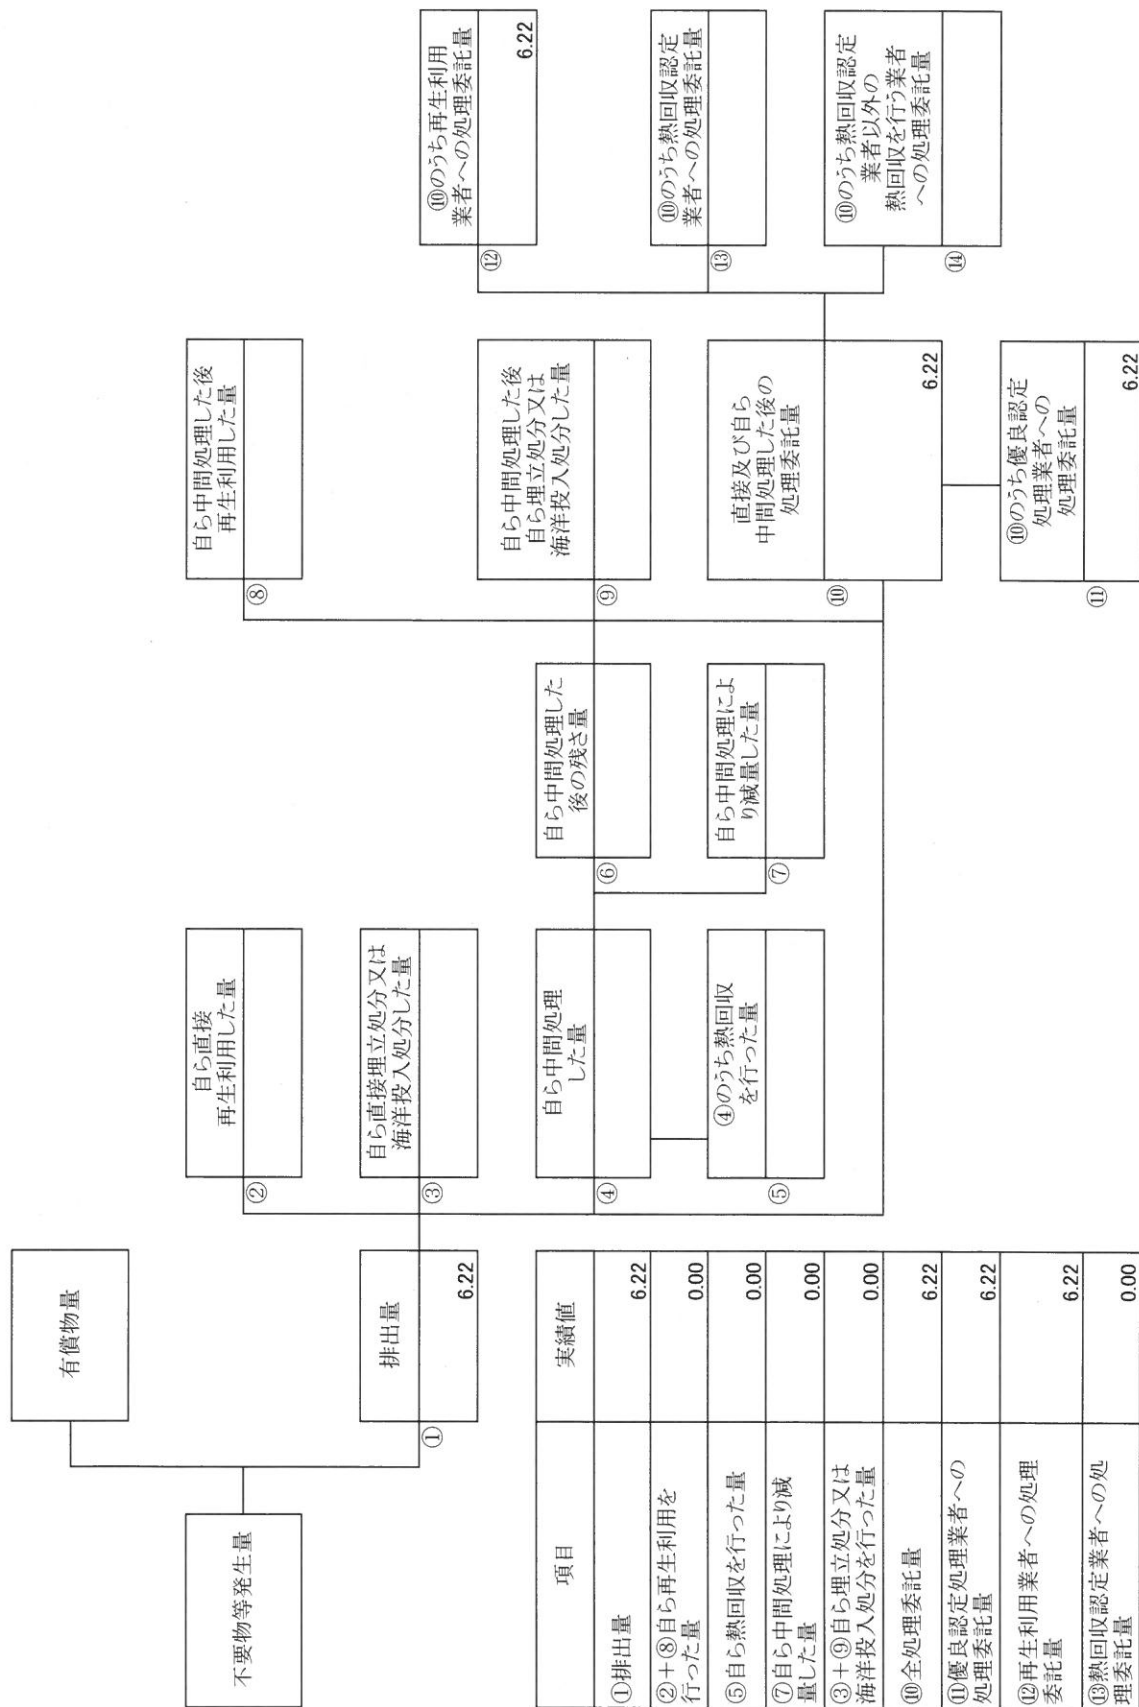 不要物等発生量
有償物量
排出量
①
6.22
自ら直接
再生利用した量
②
自ら直接埋立処分又は
海洋投入処分した量
③
自ら中間処理
した量
④
④のうち熱回収
を行った量
⑤
自ら中間処理した
後の残さ量
⑥
自ら中間処理によ
り減量した量
⑦
自ら中間処理した後
再生利用した量
⑧
自ら中間処理した後
自ら埋立処分又は
海洋投入処分した量
⑨
直接及び自ら
中間処理した後の
処理委託量
⑩
6.22
⑩のうち優良認定
処理業者への
処理委託量
⑪
6.22
⑩のうち再生利用
業者への処理委託量
⑫
6.22
⑩のうち熱回収認定
業者への処理委託量
⑬
⑩のうち熱回収認定
業者以外の
熱回収を行う業者
への処理委託量
⑭
項目 実績値
①排出量 6.22
②+⑧自ら再生利用を
行った量 0.00
⑤自ら熱回収を行った量 0.00
⑦自ら中間処理により減
量した量 0.00
③+⑨自ら埋立処分又は
海洋投入処分を行った量 0.00
⑩全処理委託量 6.22
⑪優良認定処理業者への
処理委託量 6.22
⑫再生利用業者への処理
委託量 6.22
⑬熱回収認定業者への処
理委託量 0.00